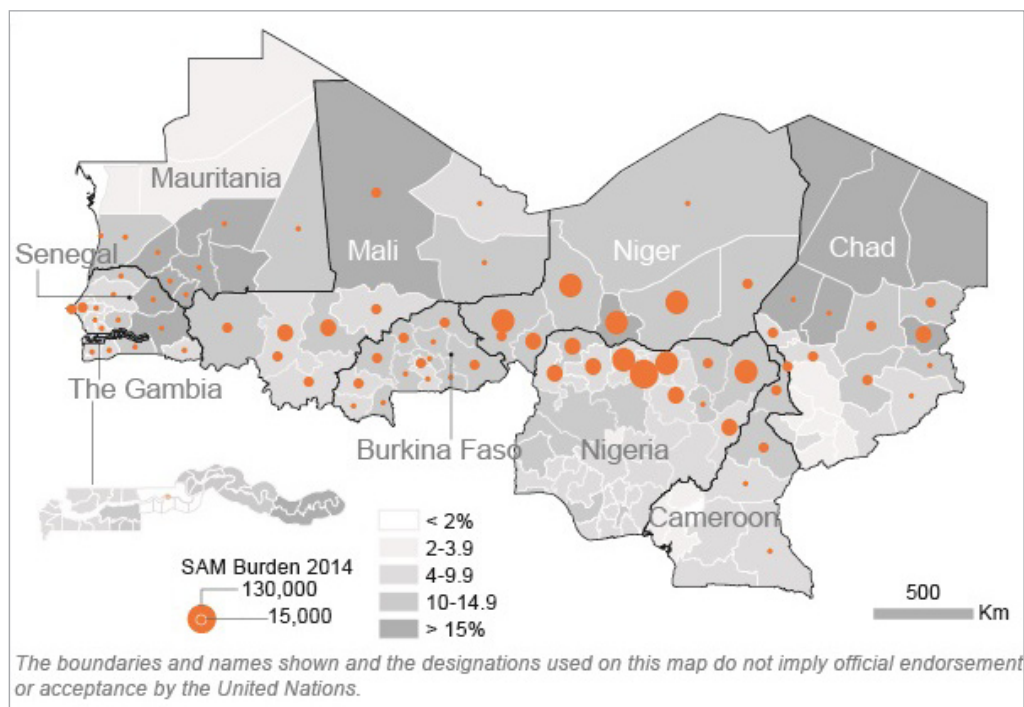 Mauritania
Senegal
Mali
Niger
Chad
The Gambia
Burkina Faso
Nigeria
Cameroon
< 2%
2-3.9
4-9.9
10-14.9
> 15%
SAM Burden 2014
130,000
15,000
500
Km
The boundaries and names shown and the designations used on this map do not imply official endorsement
or acceptance by the United Nations.